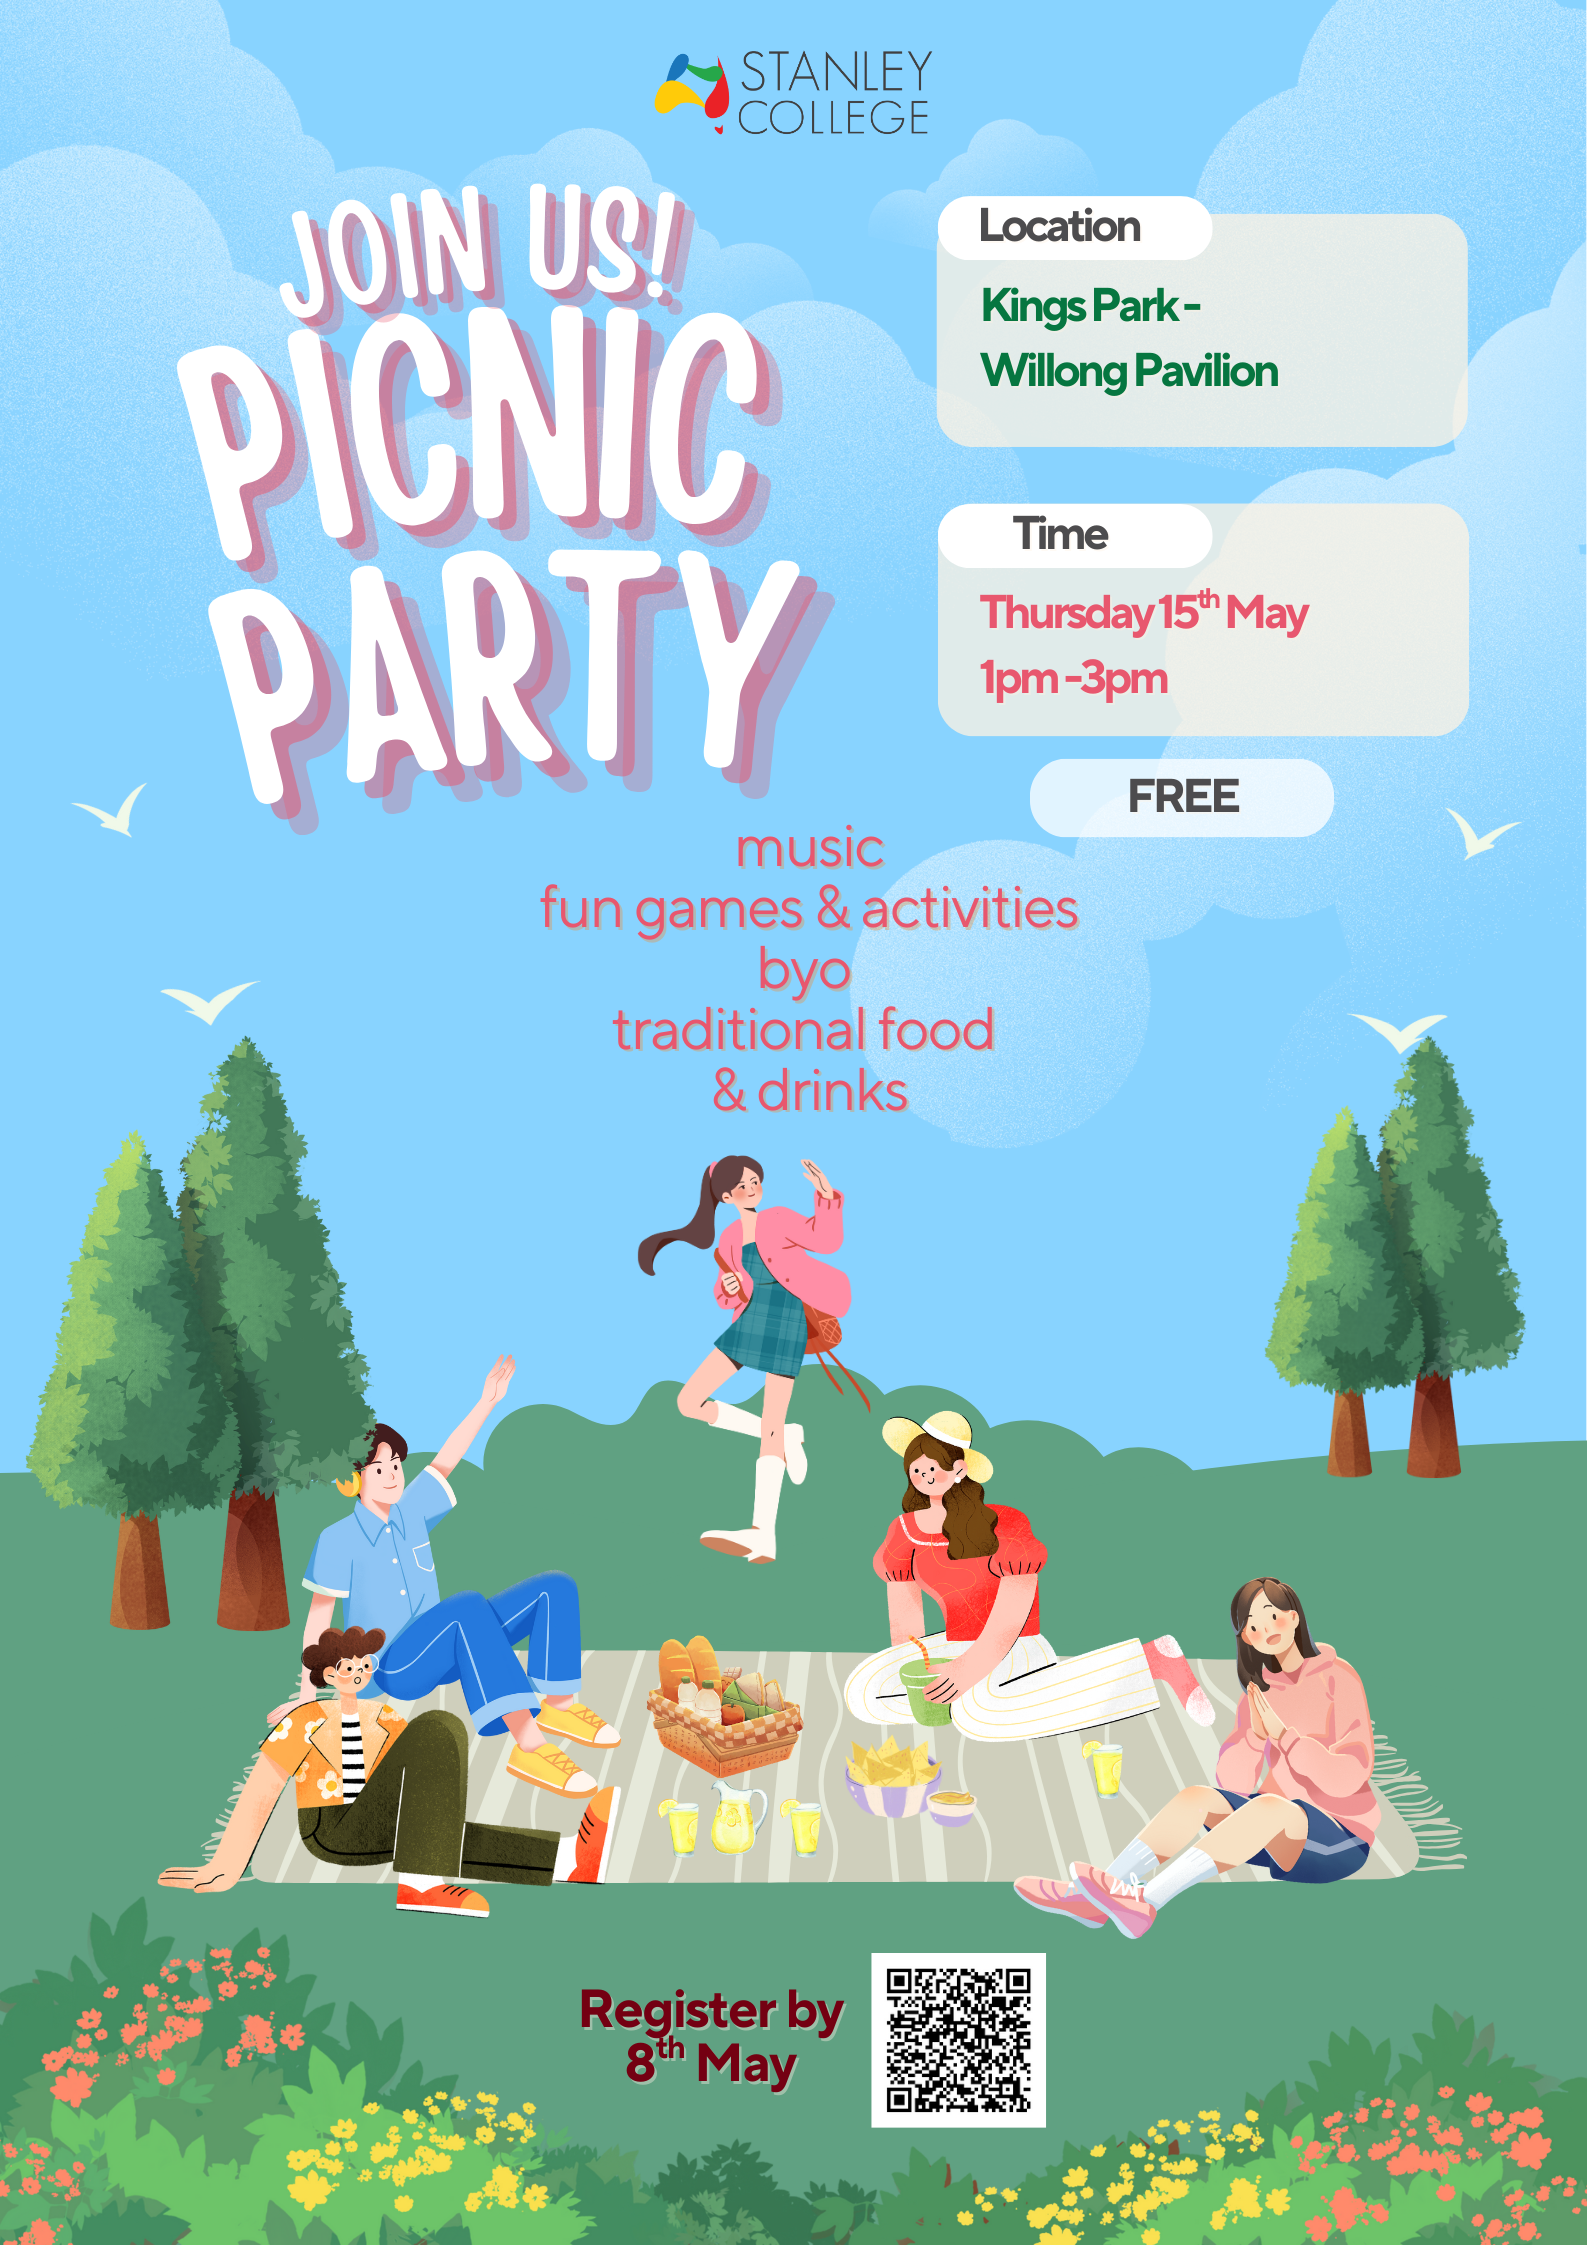 STANLEY
COLLEGE
JOIN US!
PICNIC
PARTY
Location
Kings Park -
Willong Pavilion
Time
Thursday 15th May
1pm -3pm
FREE
music
fun games & activities
byo
traditional food
& drinks
Register by
8th May